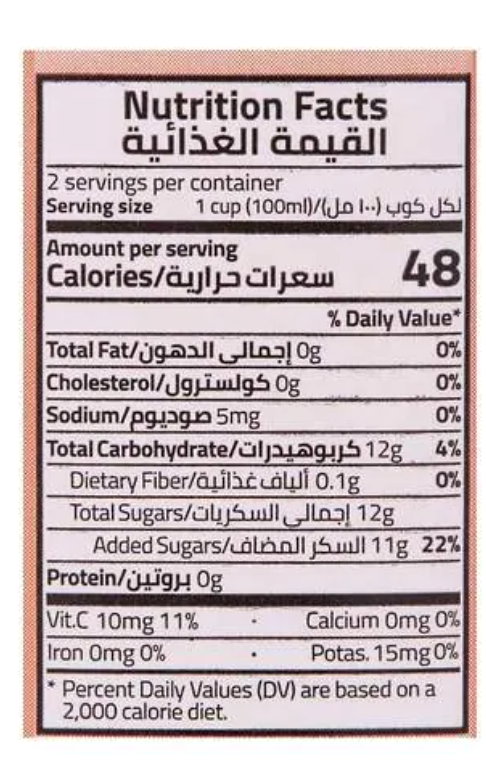 Nutrition Facts
القيمة الغذائية
2 servings per container
Serving size 1 cup (100ml)/(لكل كوب (١٠٠ مل
Amount per serving
Calories/سعرات حرارية 48
% Daily Value*
Total Fat/إجمالي الدهون 0g 0%
Cholesterol/كولسترول 0g 0%
Sodium/صوديوم 5mg 0%
Total Carbohydrate/كربوهيدرات 12g 4%
Dietary Fiber/ألياف غذائية 0.1g 0%
Total Sugars/إجمالي السكريات 12g
Added Sugars/السكر المضاف 11g 22%
Protein/بروتين 0g
Vit.C 10mg 11% · Calcium 0mg 0%
Iron 0mg 0% · Potas. 15mg 0%
* Percent Daily Values (DV) are based on a
2,000 calorie diet.